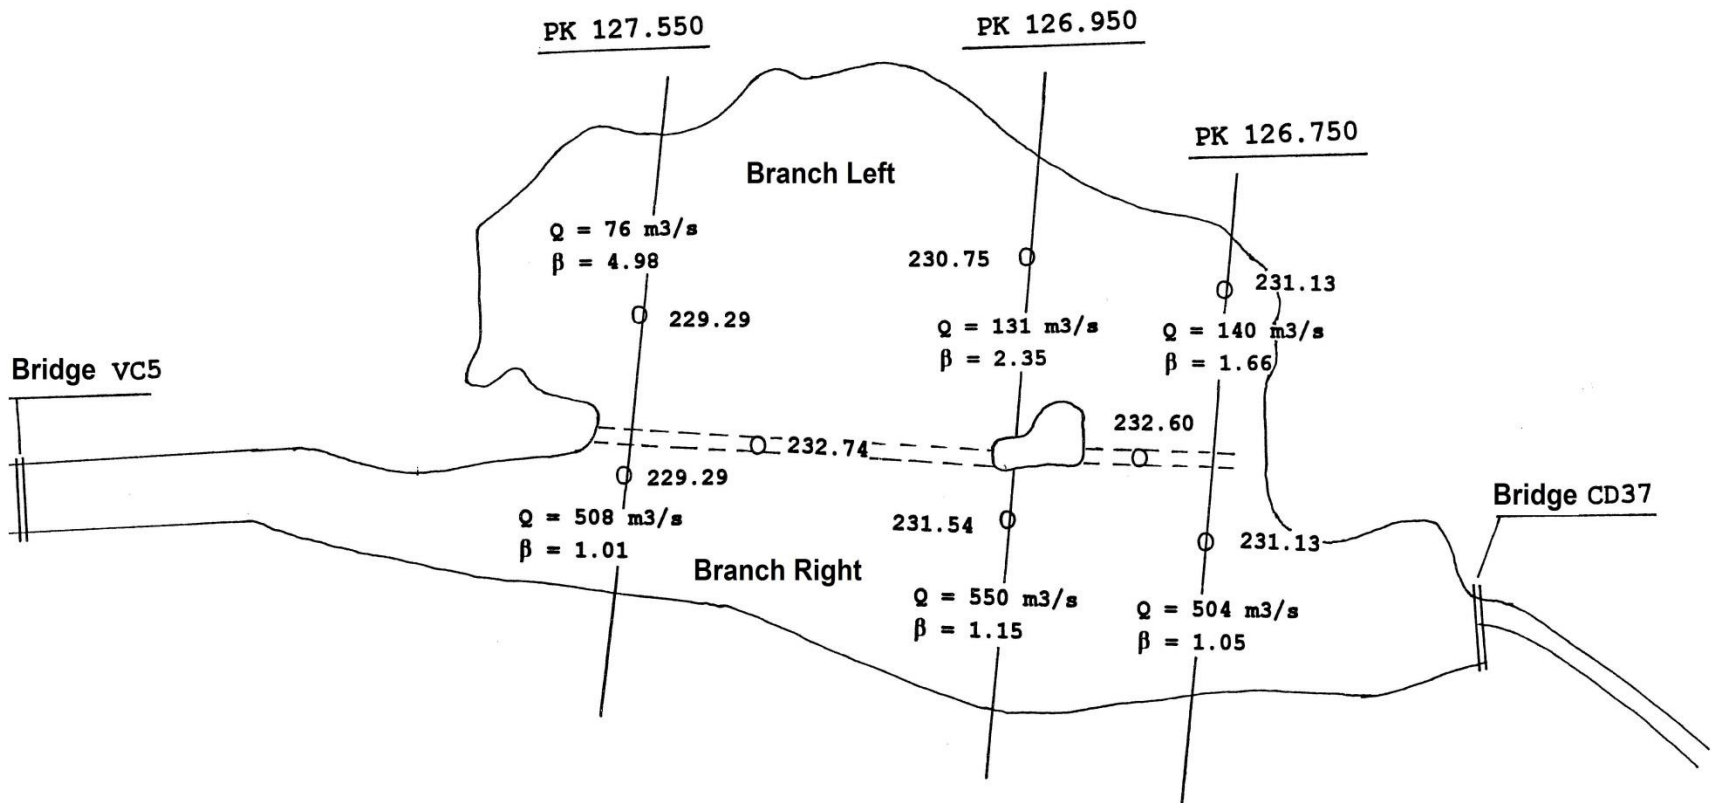 PK 127.550
PK 126.950
PK 126.750
Branch Left
Q = 76 m3/s
β = 4.98
230.75
231.13
229.29
Q = 131 m3/s
β = 2.35
Q = 140 m3/s
β = 1.66
Bridge VC5
232.74
232.60
229.29
231.54
231.13
Bridge CD37
Q = 508 m3/s
β = 1.01
Branch Right
Q = 550 m3/s
β = 1.15
Q = 504 m3/s
β = 1.05